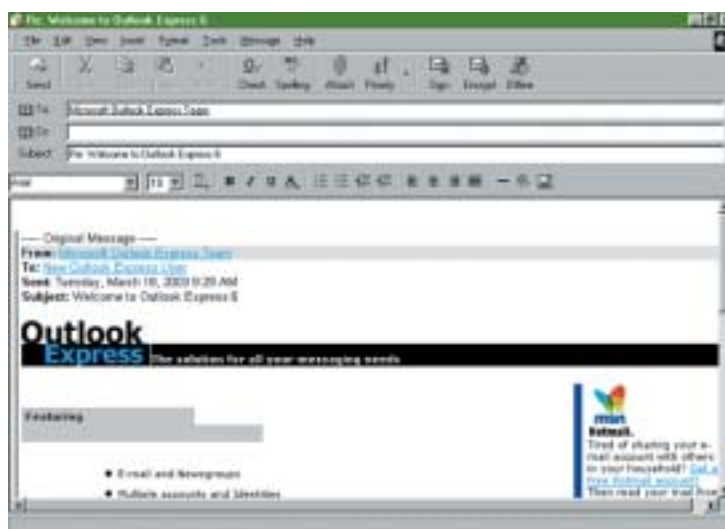 Re: Welcome to Outlook Express 6
File Edit View Insert Format Tools Message Help
Send Check Spelling Attach Priority Sign Encrypt Offline
To: Microsoft Outlook Express Team
Cc:
Subject: Re: Welcome to Outlook Express 6
Arial 10
----- Original Message -----
From: Microsoft Outlook Express Team
To: New Outlook Express User
Sent: Tuesday, March 18, 2003 9:29 AM
Subject: Welcome to Outlook Express 6
Outlook
Express The solution for all your messaging needs
Featuring
• E-mail and Newsgroups
• Multiple accounts and Identities
msn
Hotmail.
Tired of sharing your e-
mail account with others
in your household? Get a
free Hotmail account!
Then read your mail from